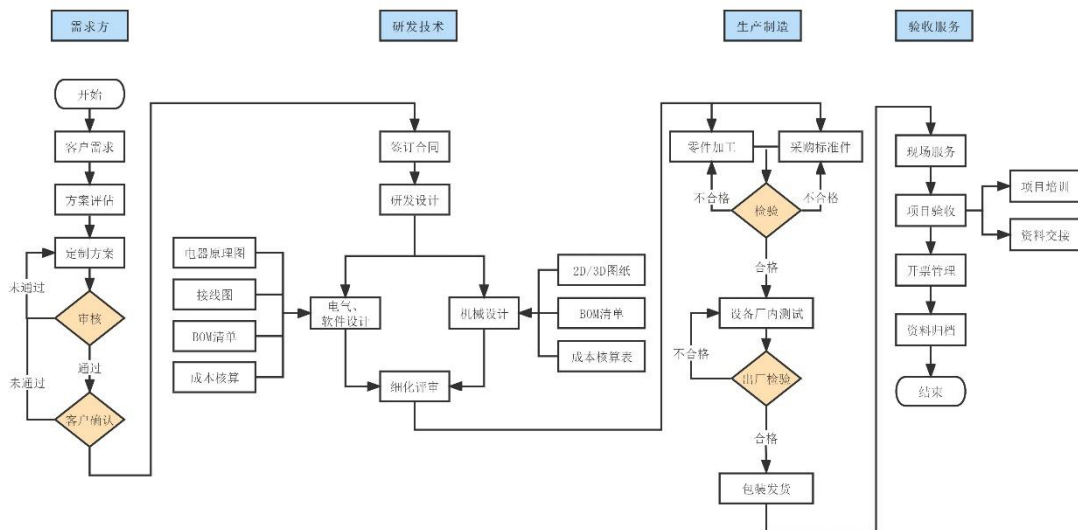 需求方
研发技术
生产制造
验收服务
开始
客户需求
方案评估
定制方案
未通过
审核
通过
未通过
客户确认
签订合同
研发设计
电器原理图
接线图
BOM清单
成本核算
电气、
软件设计
机械设计
2D/3D图纸
BOM清单
成本核算表
细化评审
零件加工
采购标准件
不合格
不合格
检验
合格
设备厂内测试
不合格
出厂检验
合格
包装发货
现场服务
项目验收
项目培训
资料交接
开票管理
资料归档
结束